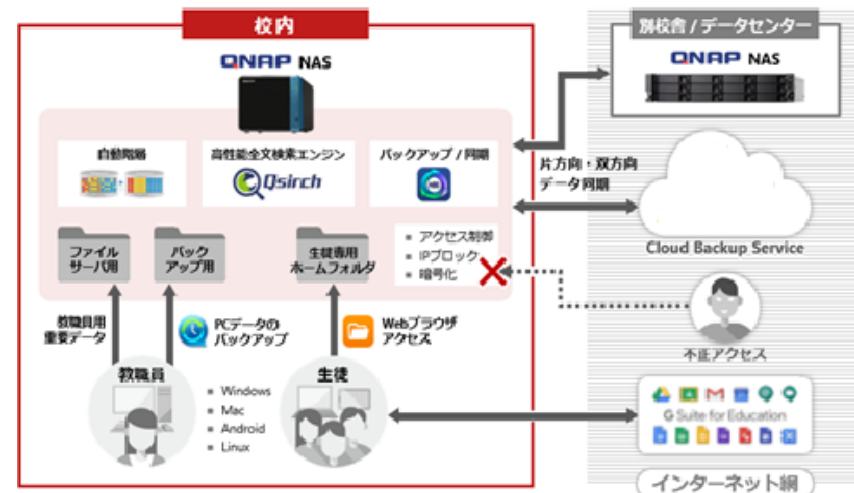 校内
別校舎 / データセンター
QNAP NAS
QNAP NAS
自動階層
高性能全文検索エンジン
Qsirch
バックアップ / 同期
片方向・双方向
データ同期
Cloud Backup Service
ファイル
サーバ用
バック
アップ用
生徒専用
ホームフォルダ
▪ アクセス制御
▪ IPブロック
▪ 暗号化
教職員用
重要データ
PCデータの
バックアップ
Webブラウザ
アクセス
不正アクセス
教職員
▪ Windows
▪ Mac
▪ Android
▪ Linux
生徒
G Suite for Education
インターネット網